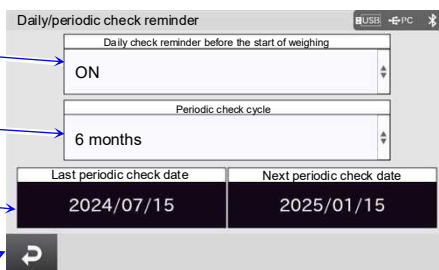 Daily/periodic check reminder
USB PC
Daily check reminder before the start of weighing
ON
Periodic check cycle
6 months
Last periodic check date Next periodic check date
2024/07/15 2025/01/15